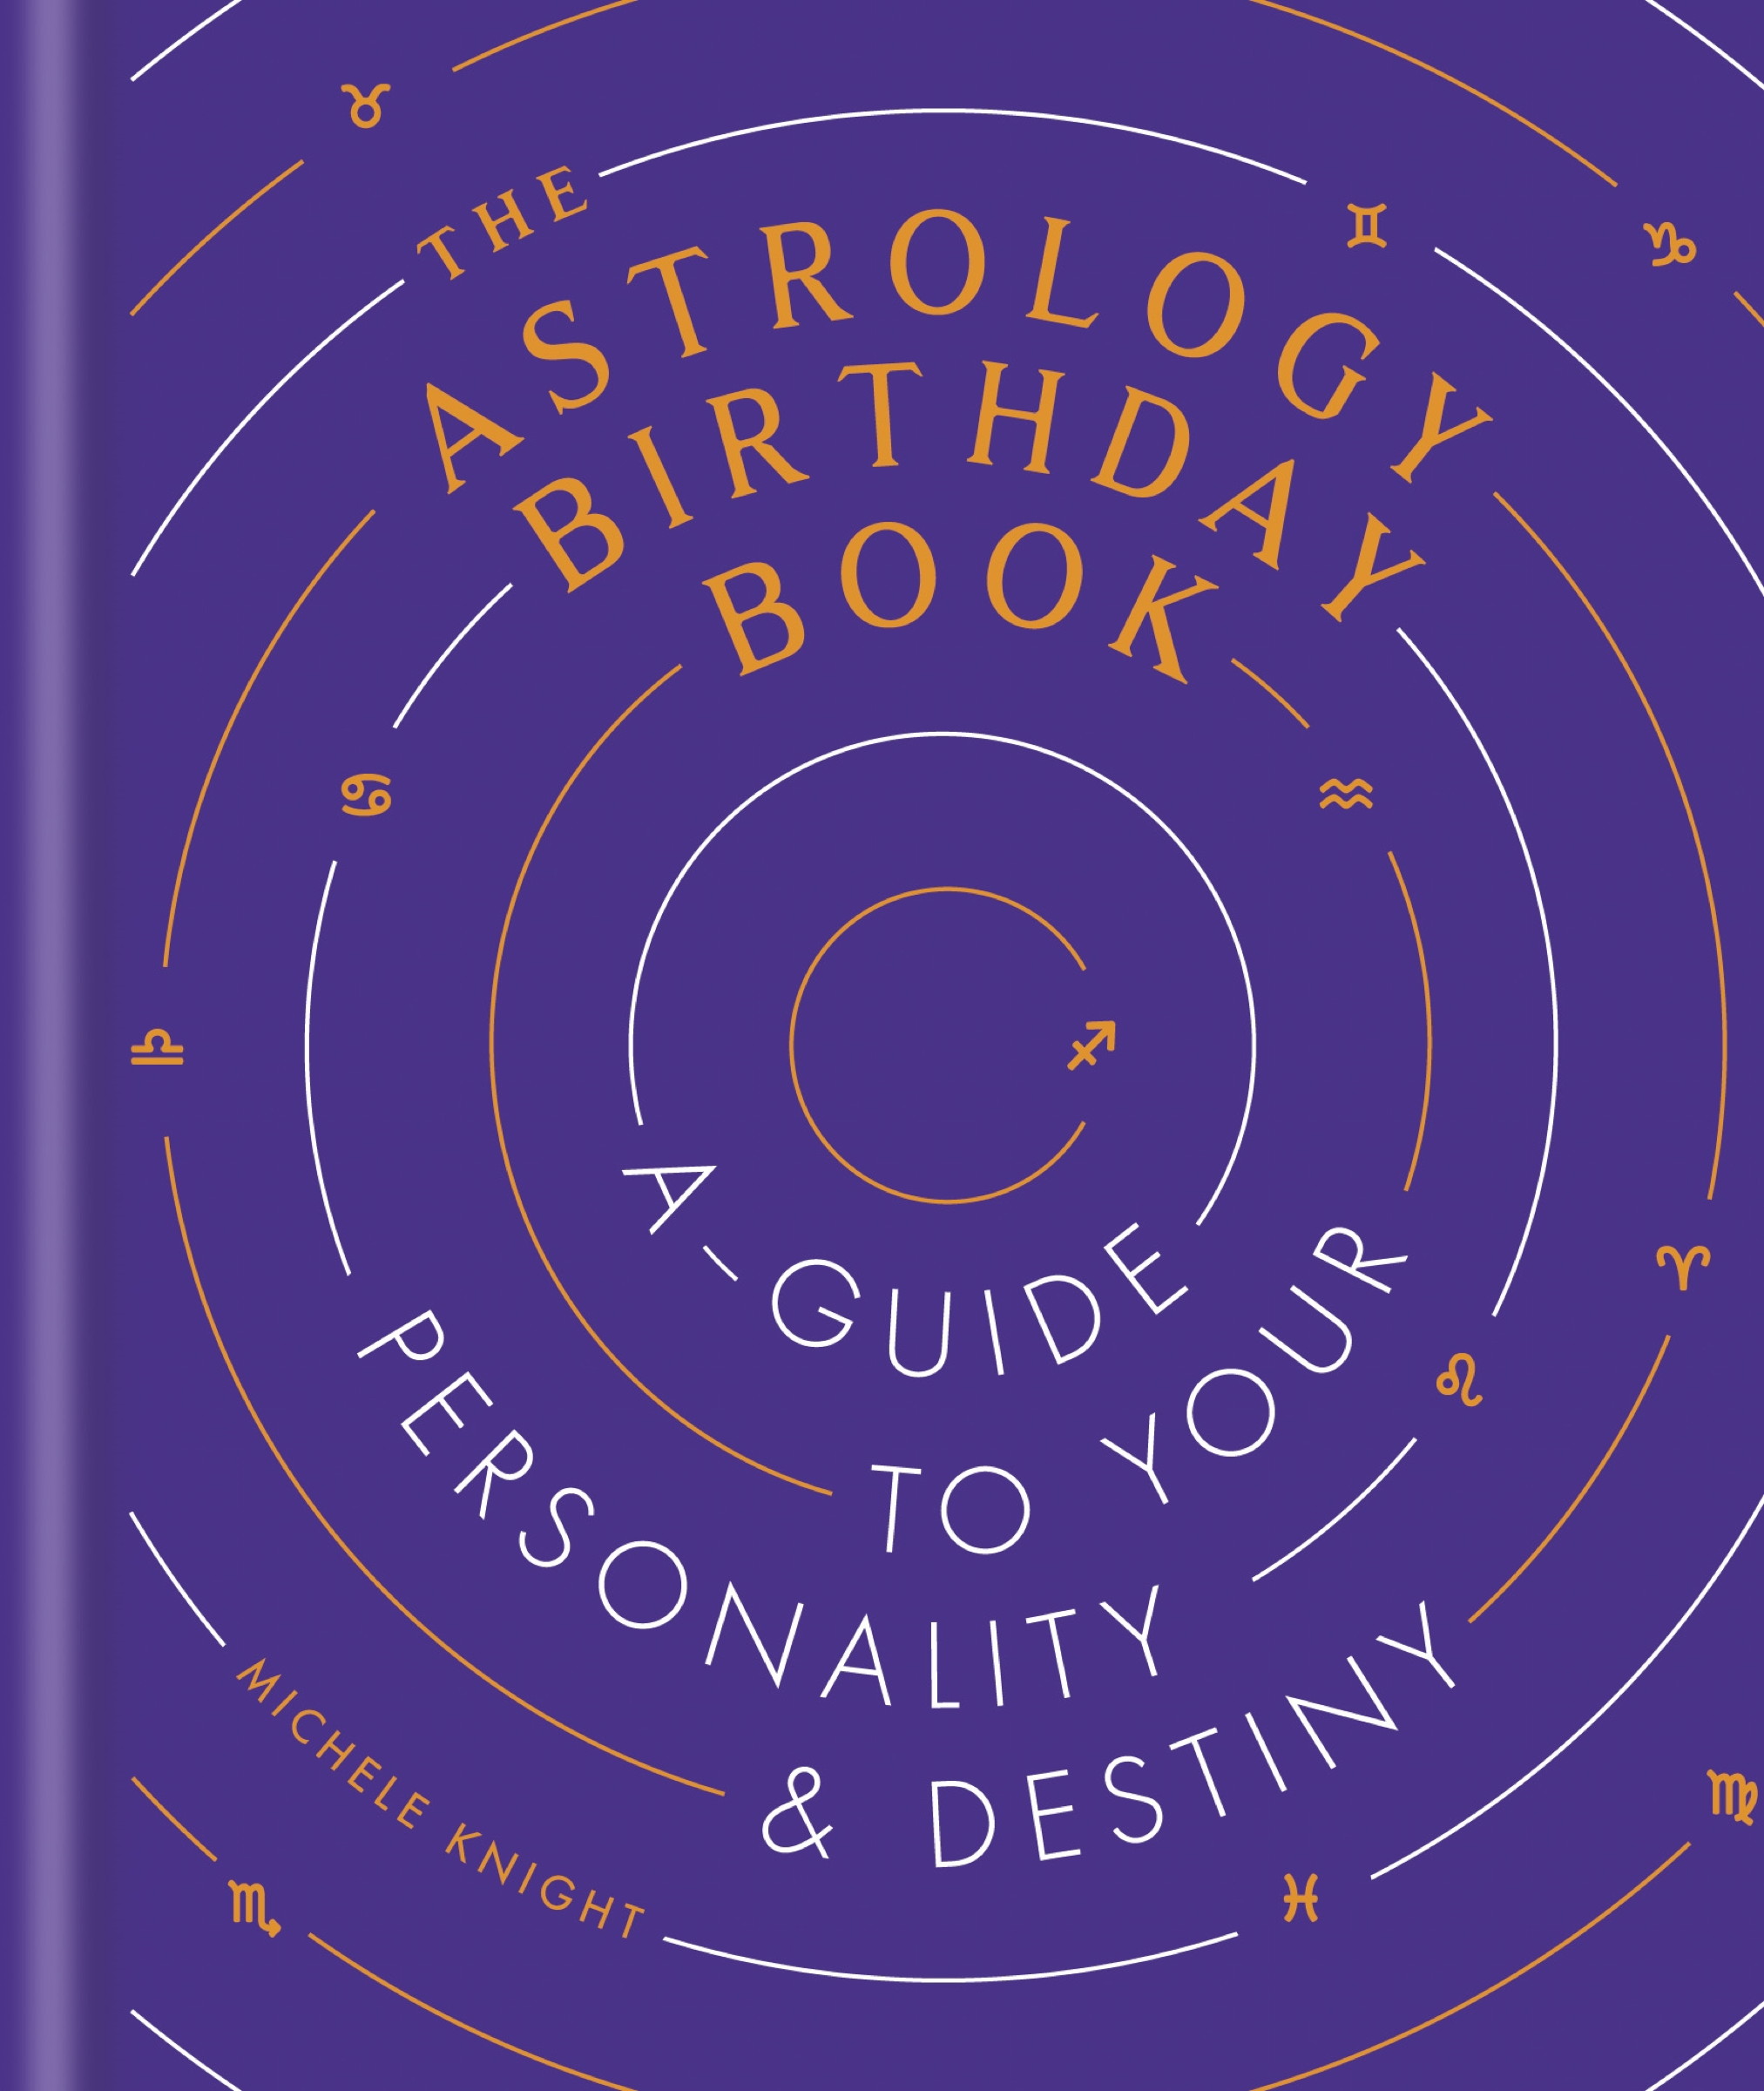 THE
ASTROLOGY
BIRTHDAY
BOOK
A GUIDE
TO YOUR
PERSONALITY
& DESTINY
MICHELE KNIGHT